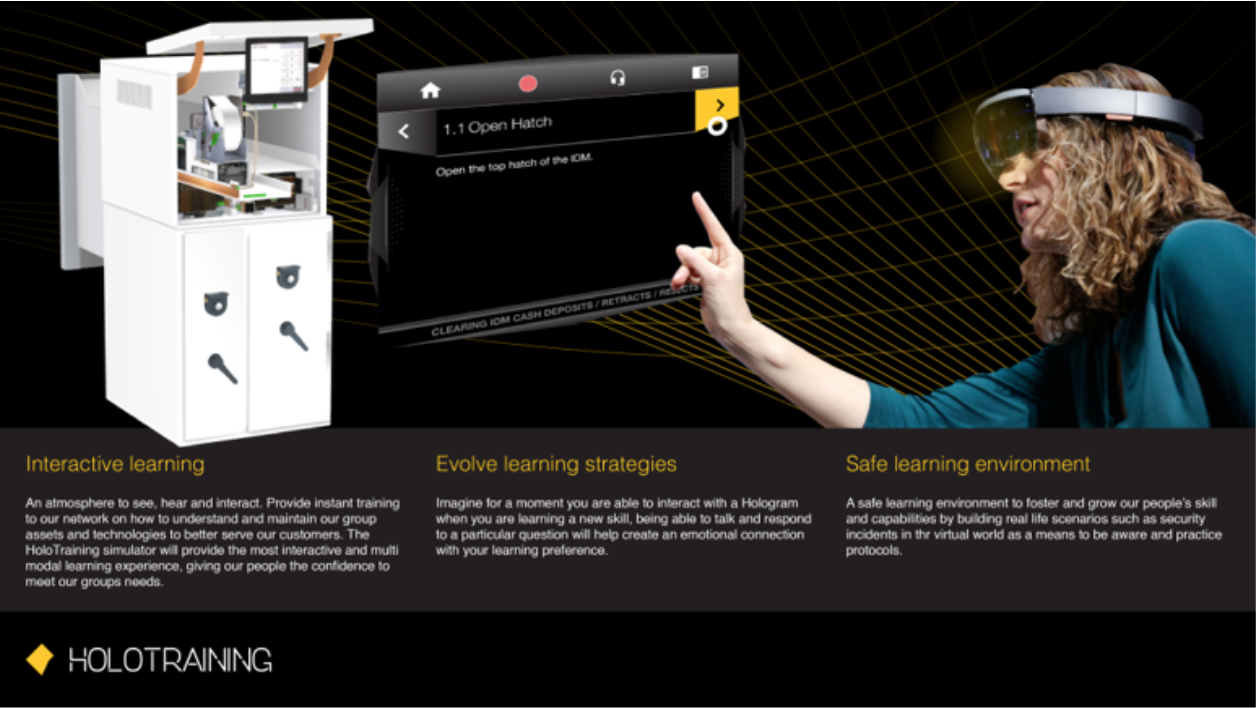 1.1 Open Hatch
Open the top hatch of the IDM.
CLEARING IDM CASH DEPOSITS / RETRACTS / REJECTS
Interactive learning
An atmosphere to see, hear and interact. Provide instant training
to our network on how to understand and maintain our group
assets and technologies to better serve our customers. The
HoloTraining simulator will provide the most interactive and multi
modal learning experience, giving our people the confidence to
meet our groups needs.
Evolve learning strategies
Imagine for a moment you are able to interact with a Hologram
when you are learning a new skill, being able to talk and respond
to a particular question will help create an emotional connection
with your learning preference.
Safe learning environment
A safe learning environment to foster and grow our people's skill
and capabilities by building real life scenarios such as security
incidents in thr virtual world as a means to be aware and practice
protocols.
HOLOTRAINING